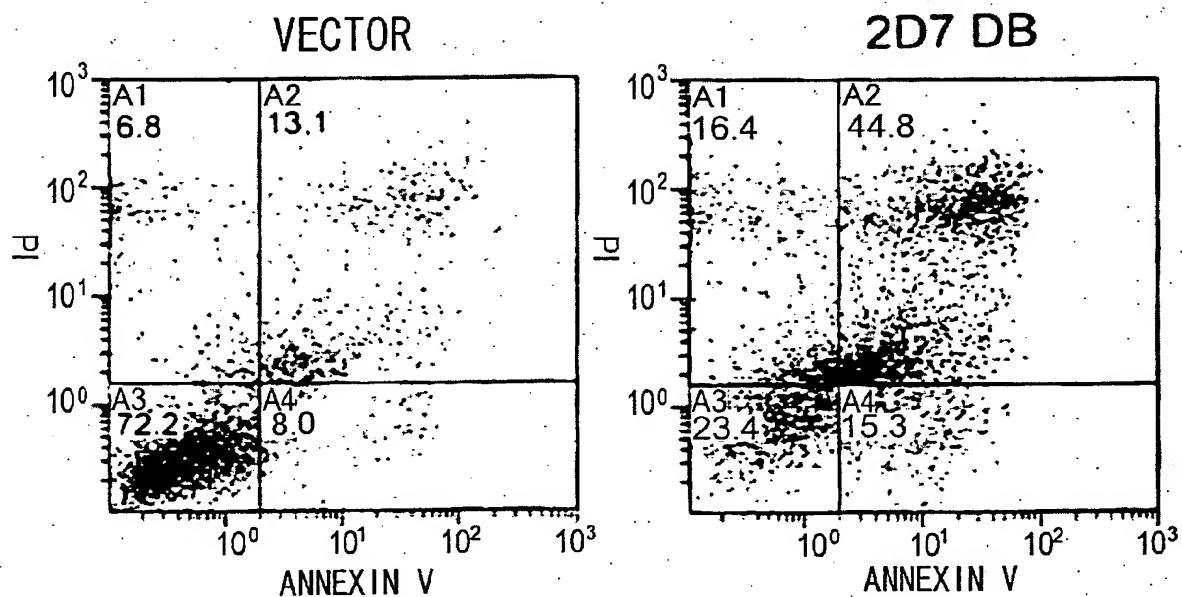 VECTOR
10³
A1
6.8
A2
13.1
10²
PI
10¹
10⁰
A3
72.2
A4
8.0
10⁰ 10¹ 10² 10³
ANNEXIN V
2D7 DB
10³
A1
16.4
A2
44.8
10²
PI
10¹
10⁰
A3
23.4
A4
15.3
10⁰ 10¹ 10² 10³
ANNEXIN V